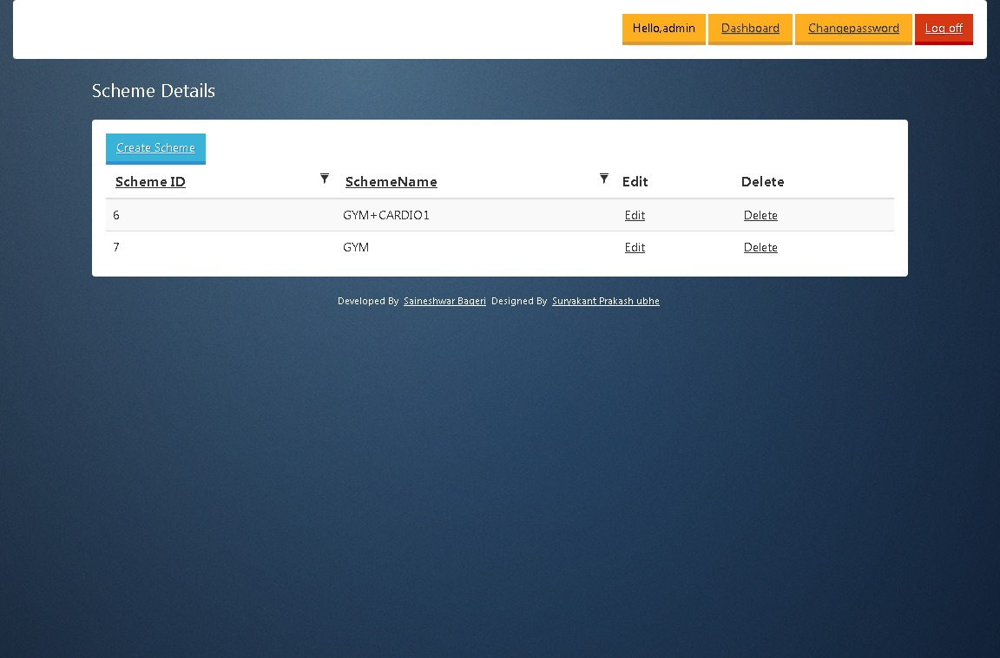 Hello,admin Dashboard Changepassword Log off
Scheme Details
Create Scheme
Scheme ID SchemeName Edit Delete
6 GYM+CARDIO1 Edit Delete
7 GYM Edit Delete
Developed By Saineshwar Bageri Designed By Suryakant Prakash ubhe